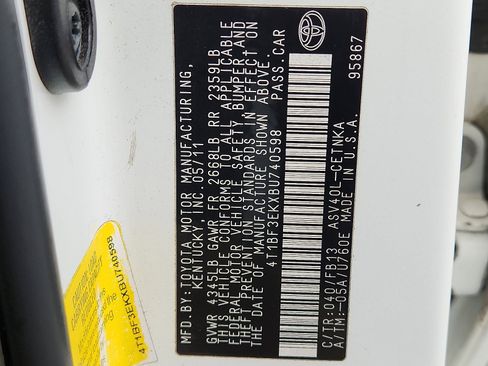 MFD. BY:TOYOTA MOTOR MANUFACTURING,
KENTUCKY INC. 05/11
GVWR 4345LB GAWR FR 2668LB RR 2359LB
THIS VEHICLE CONFORMS TO ALL APPLICABLE
FEDERAL MOTOR VEHICLE SAFETY, BUMPER, AND
THEFT PREVENTION STANDARDS IN EFFECT ON
THE DATE OF MANUFACTURE SHOWN ABOVE.
4T1BF3EKXBU740598 PASS.CAR
C/TR: 040/FB13 ASV40L-CETNKA
A/TM: -05A/U760E MADE IN U.S.A.
95867
TOYOTA
4T1BF3EKXBU740598